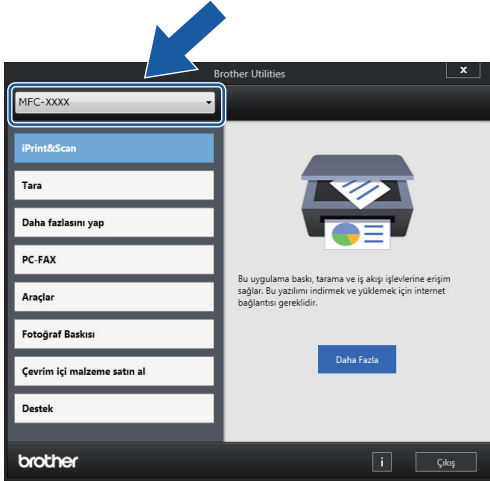 Brother Utilities
X
MFC-XXXX
iPrint&Scan
Tara
Daha fazlasını yap
PC-FAX
Araçlar
Fotoğraf Baskısı
Çevrim içi malzeme satın al
Destek
Bu uygulama baskı, tarama ve iş akışı işlevlerine erişim
sağlar. Bu yazılımı indirmek ve yüklemek için internet
bağlantısı gereklidir.
Daha Fazla
brother
i
Çıkış